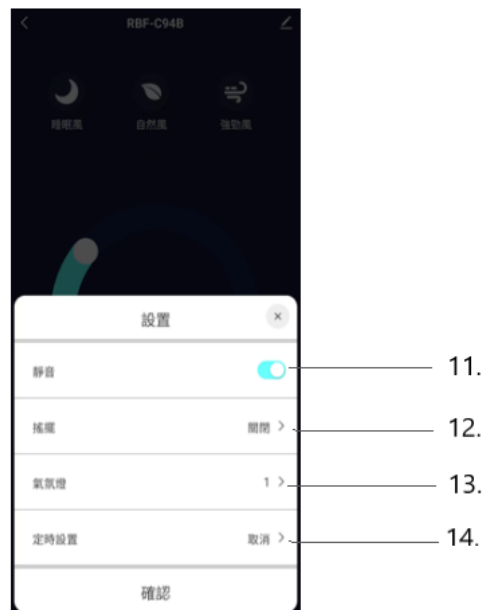 RBF-C94B
睡眠風 自然風 強勁風
設置
靜音
11.
搖擺 關閉
12.
氣氛燈 1
13.
定時設置 取消
14.
確認